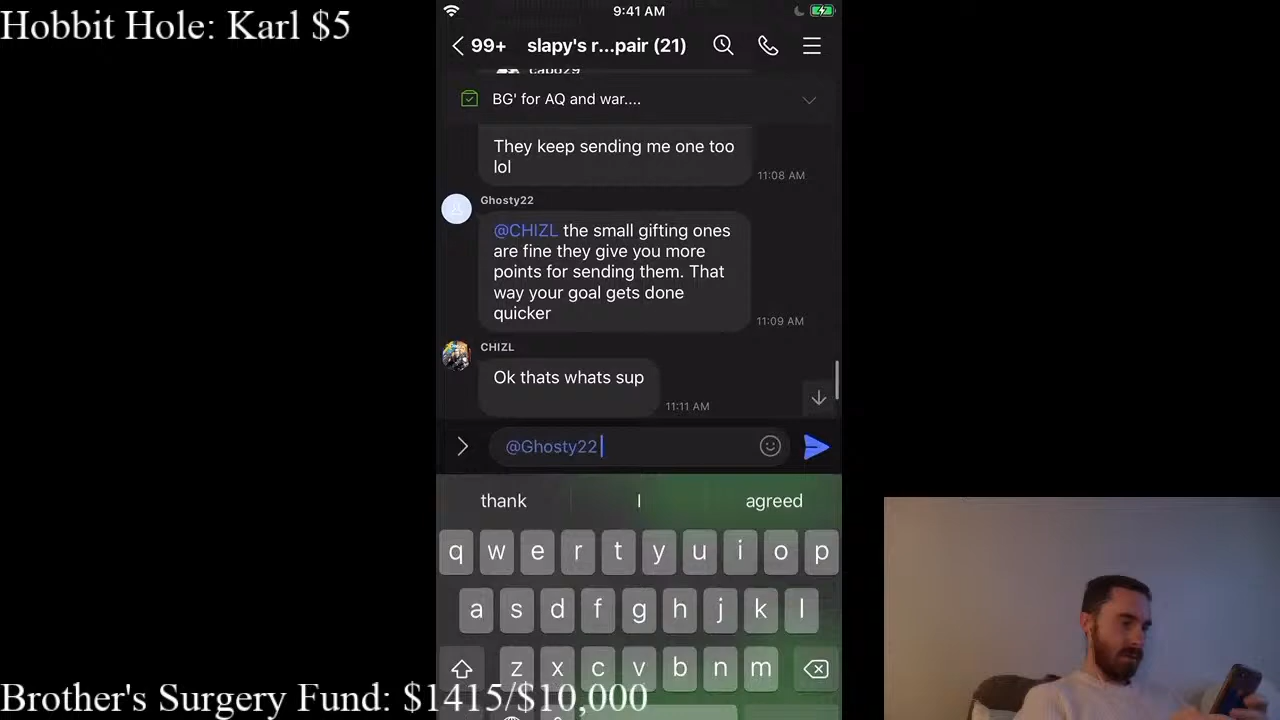 Hobbit Hole: Karl $5
9:41 AM
99+
slapy's r...pair (21)
capo29
BG' for AQ and war....
They keep sending me one too
lol
11:08 AM
Ghosty22
@CHIZL the small gifting ones
are fine they give you more
points for sending them. That
way your goal gets done
quicker
11:09 AM
CHIZL
Ok thats whats sup
11:11 AM
@Ghosty22
thank
I
agreed
q w e r t y u i o p
a s d f g h j k l
z x c v b n m
Brother's Surgery Fund: $1415/$10,000